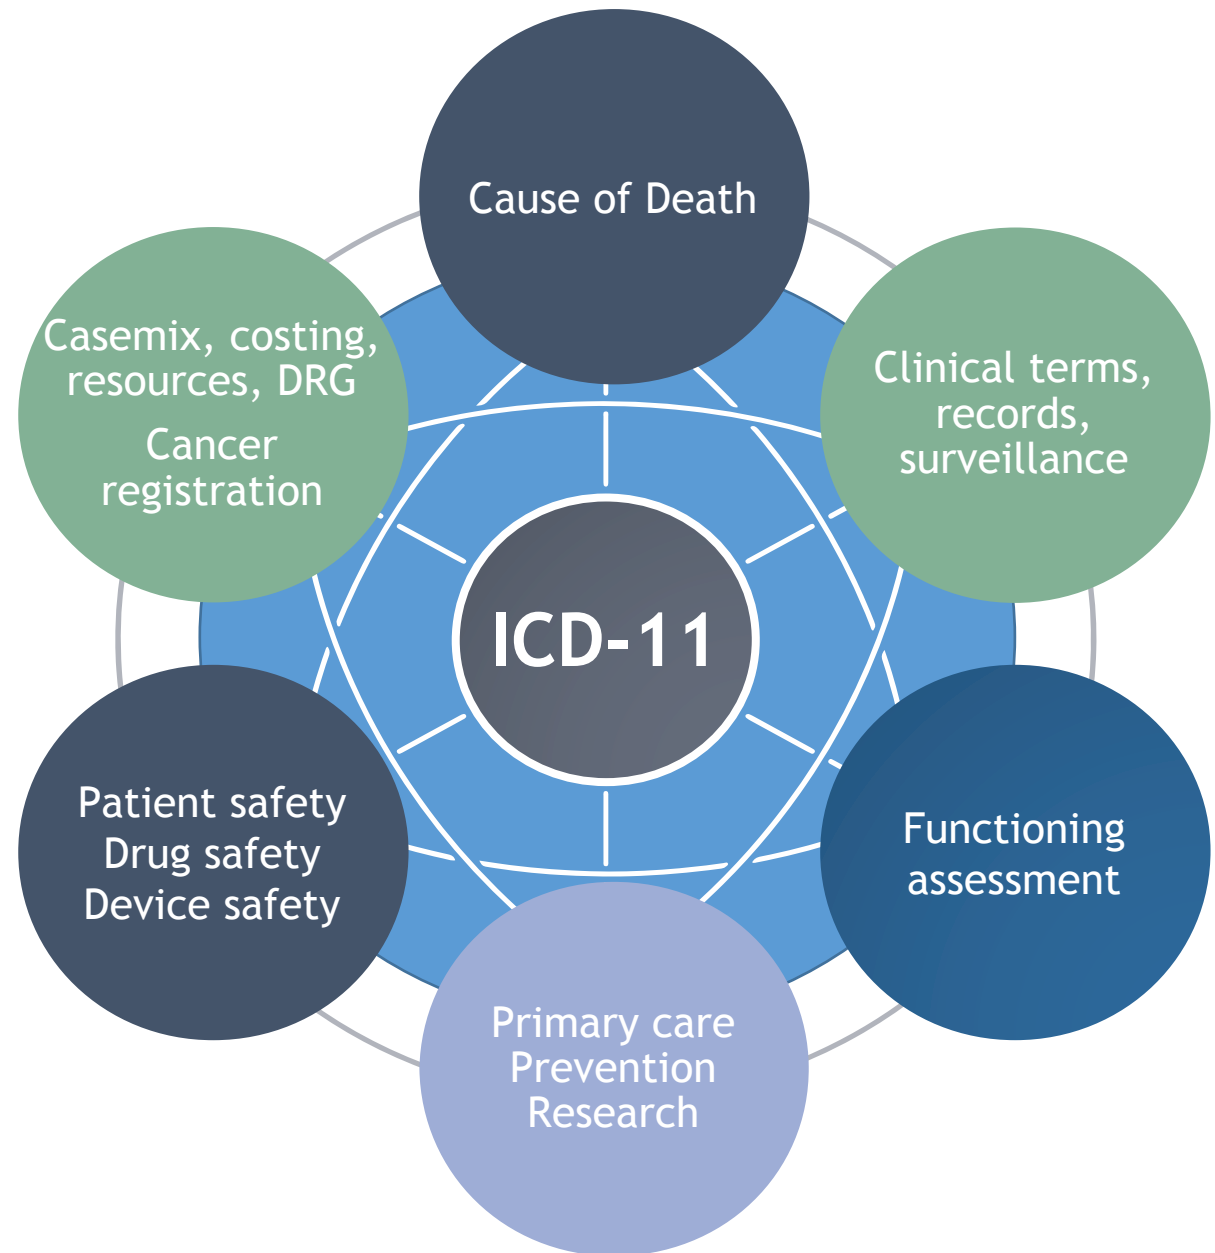 Cause of Death
Casemix, costing,
resources, DRG
Cancer
registration
Clinical terms,
records,
surveillance
ICD-11
Patient safety
Drug safety
Device safety
Functioning
assessment
Primary care
Prevention
Research